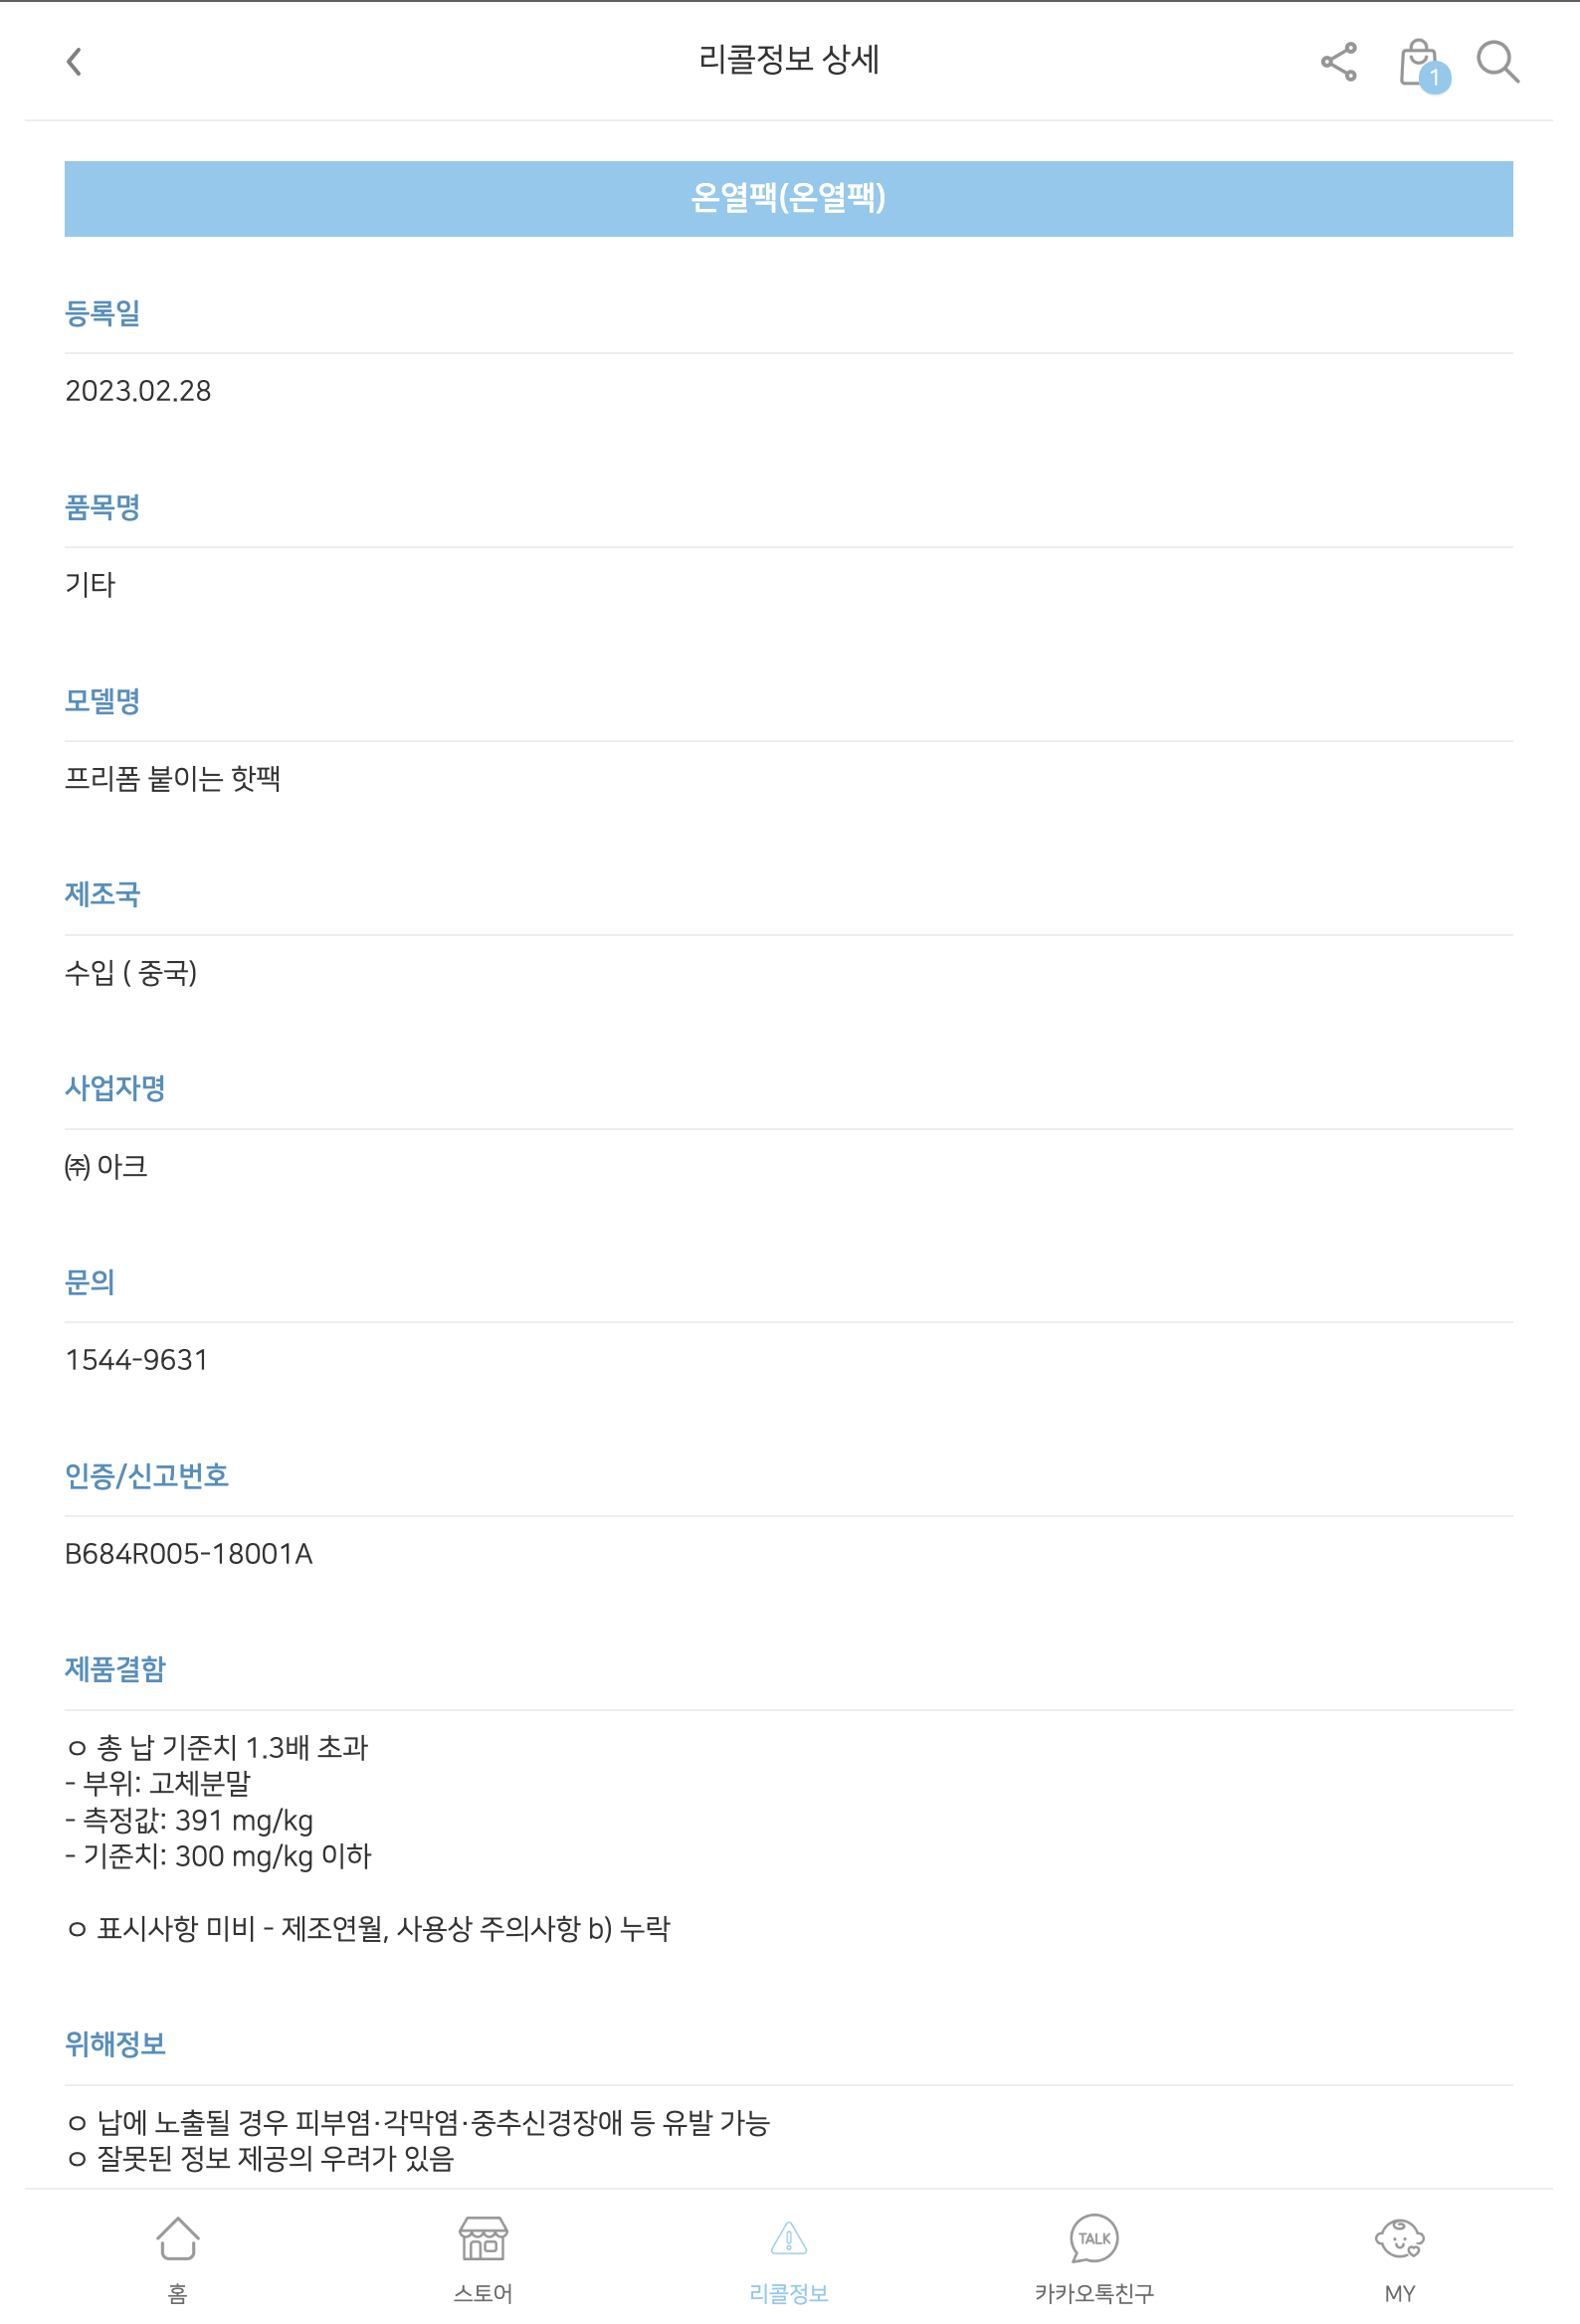 리콜정보 상세
1
온열팩(온열팩)
등록일
2023.02.28
품목명
기타
모델명
프리폼 붙이는 핫팩
제조국
수입 ( 중국)
사업자명
㈜ 아크
문의
1544-9631
인증/신고번호
B684R005-18001A
제품결함
ㅇ 총 납 기준치 1.3배 초과
- 부위: 고체분말
- 측정값: 391 mg/kg
- 기준치: 300 mg/kg 이하
ㅇ 표시사항 미비 - 제조연월, 사용상 주의사항 b) 누락
위해정보
ㅇ 납에 노출될 경우 피부염·각막염·중추신경장애 등 유발 가능
ㅇ 잘못된 정보 제공의 우려가 있음
TALK
홈 스토어 리콜정보 카카오톡친구 MY